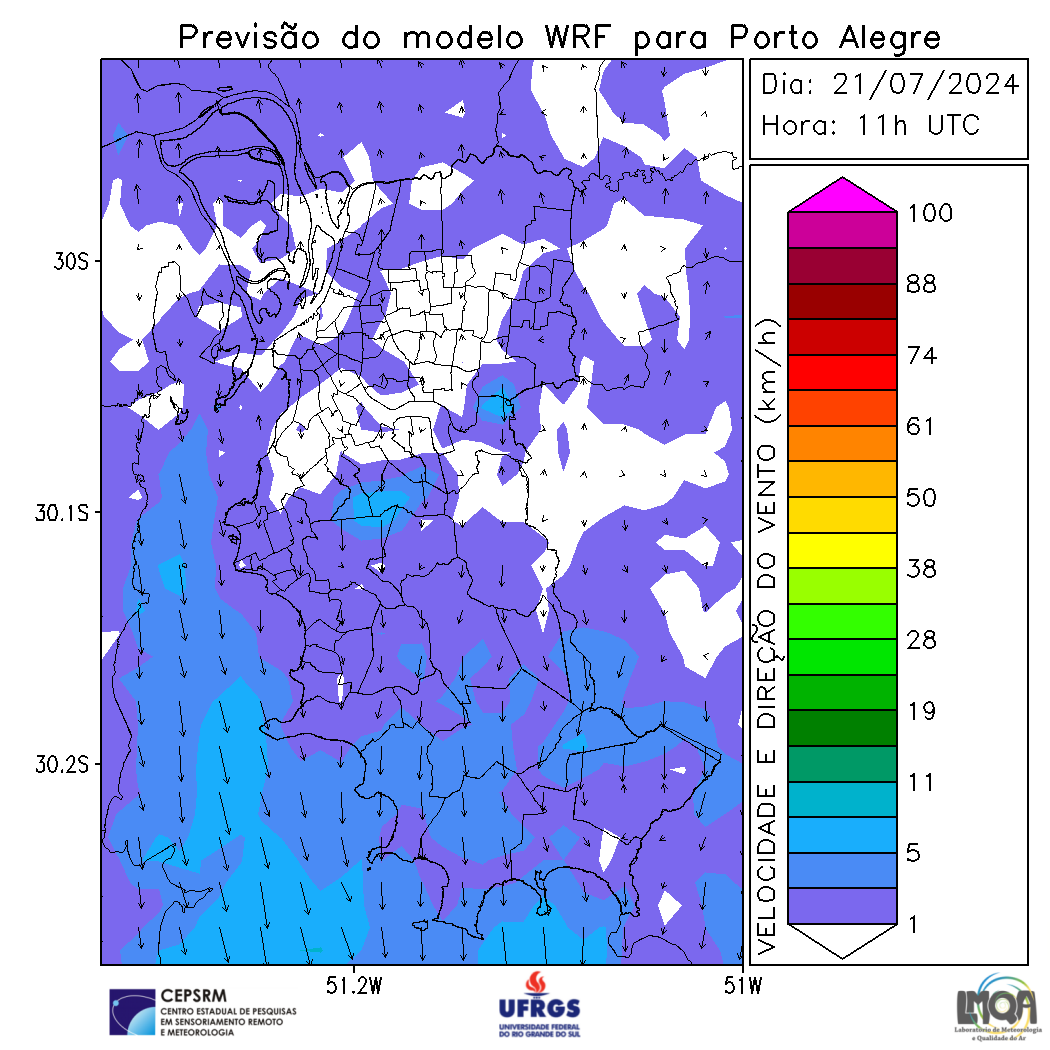 Previsão do modelo WRF para Porto Alegre
Dia: 21/07/2024
Hora: 11h UTC
30S
30.1S
30.2S
51.2W
51W
VELOCIDADE E DIREÇÃO DO VENTO (km/h)
100
88
74
61
50
38
28
19
11
5
1
CEPSRM
CENTRO ESTADUAL DE PESQUISAS
EM SENSORIAMENTO REMOTO
E METEOROLOGIA
UFRGS
UNIVERSIDADE FEDERAL
DO RIO GRANDE DO SUL
LMQA
Laboratório de Meteorologia
e Qualidade do Ar